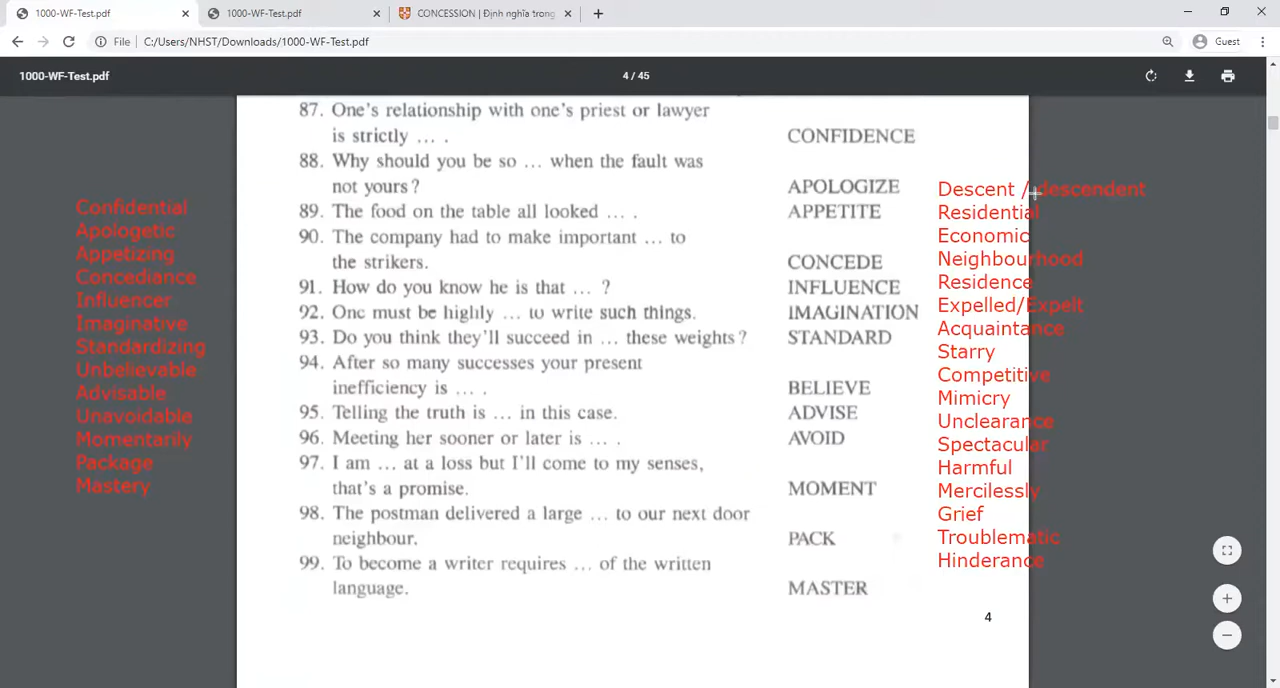 1000-WF-Test.pdf
1000-WF-Test.pdf
CONCESSION | Định nghĩa trong
File
C:/Users/NHST/Downloads/1000-WF-Test.pdf
Guest
1000-WF-Test.pdf
4 / 45
87. One's relationship with one's priest or lawyer
is strictly ... . CONFIDENCE
88. Why should you be so ... when the fault was
not yours? APOLOGIZE
89. The food on the table all looked ... . APPETITE
90. The company had to make important ... to
the strikers. CONCEDE
91. How do you know he is that ... ? INFLUENCE
92. One must be highly ... to write such things. IMAGINATION
93. Do you think they'll succeed in ... these weights? STANDARD
94. After so many successes your present
inefficiency is ... . BELIEVE
95. Telling the truth is ... in this case. ADVISE
96. Meeting her sooner or later is ... . AVOID
97. I am ... at a loss but I'll come to my senses,
that's a promise. MOMENT
98. The postman delivered a large ... to our next door
neighbour. PACK
99. To become a writer requires ... of the written
language. MASTER
4
Confidential
Apologetic
Appetizing
Concediance
Influencer
Imaginative
Standardizing
Unbelievable
Advisable
Unavoidable
Momentarily
Package
Mastery
Descent / descendent
Residential
Economic
Neighbourhood
Residence
Expelled/Expelt
Acquaintance
Starry
Competitive
Mimicry
Unclearance
Spectacular
Harmful
Mercilessly
Grief
Troublematic
Hinderance